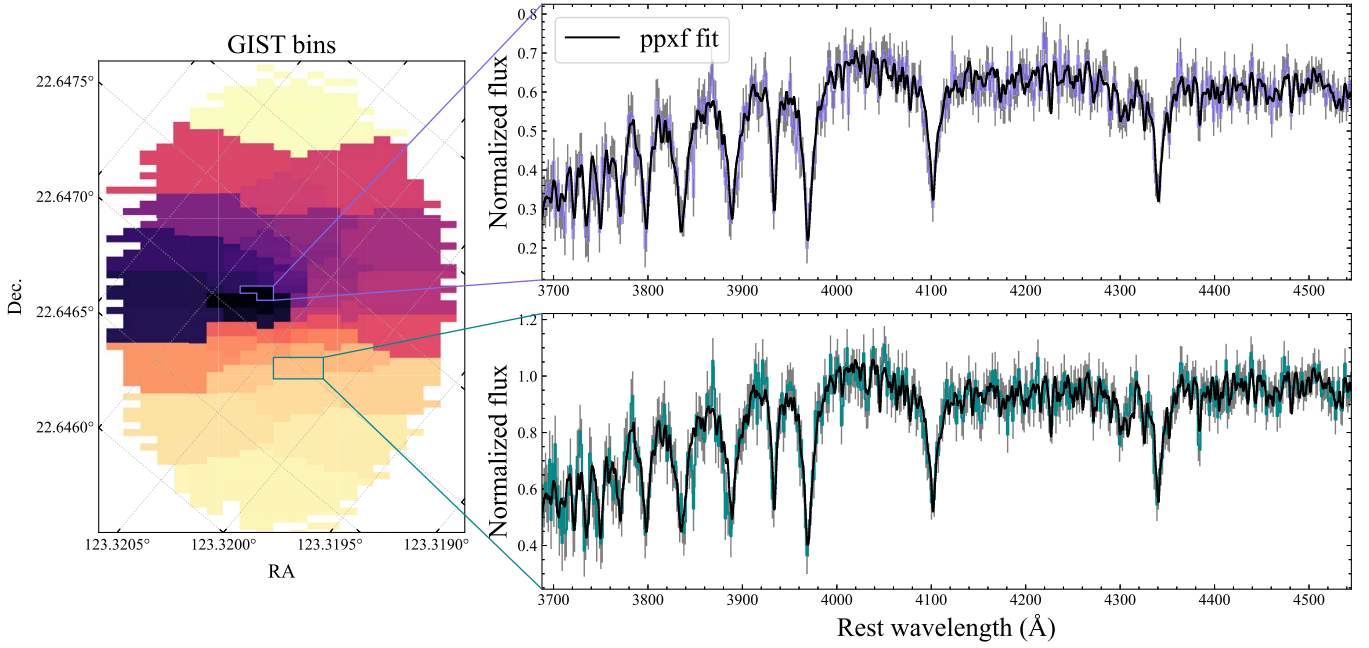 GIST bins
22.6475°
22.6470°
22.6465°
22.6460°
Dec.
123.3205° 123.3200° 123.3195° 123.3190°
RA
ppxf fit
Normalized flux
0.8
0.7
0.6
0.5
0.4
0.3
0.2
3700 3800 3900 4000 4100 4200 4300 4400 4500
Normalized flux
1.2
1.0
0.8
0.6
0.4
3700 3800 3900 4000 4100 4200 4300 4400 4500
Rest wavelength (Å)